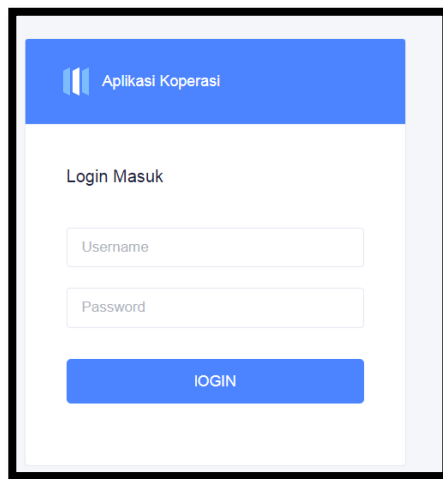 Aplikasi Koperasi
Login Masuk
Username
Password
lOGIN